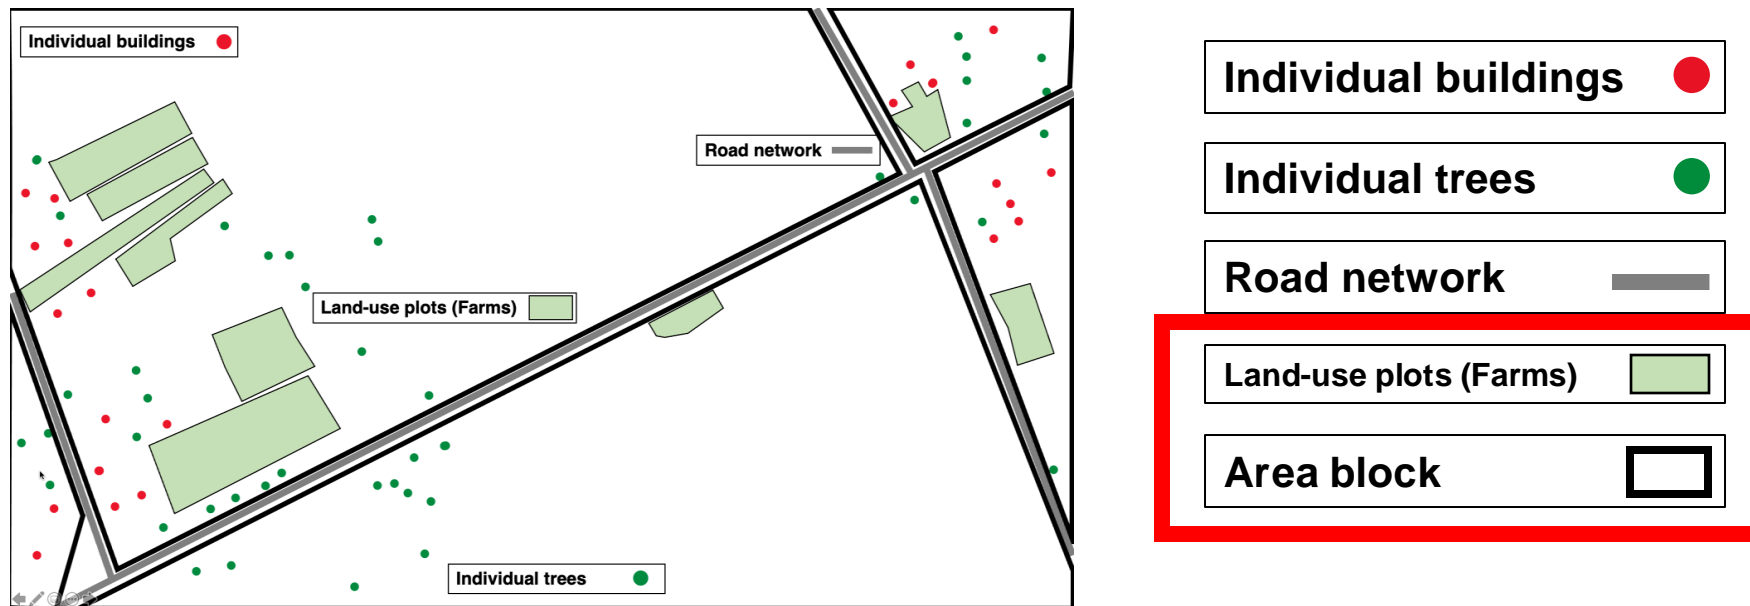 Individual buildings
Road network
Land-use plots (Farms)
Individual trees
Individual buildings
Individual trees
Road network
Land-use plots (Farms)
Area block